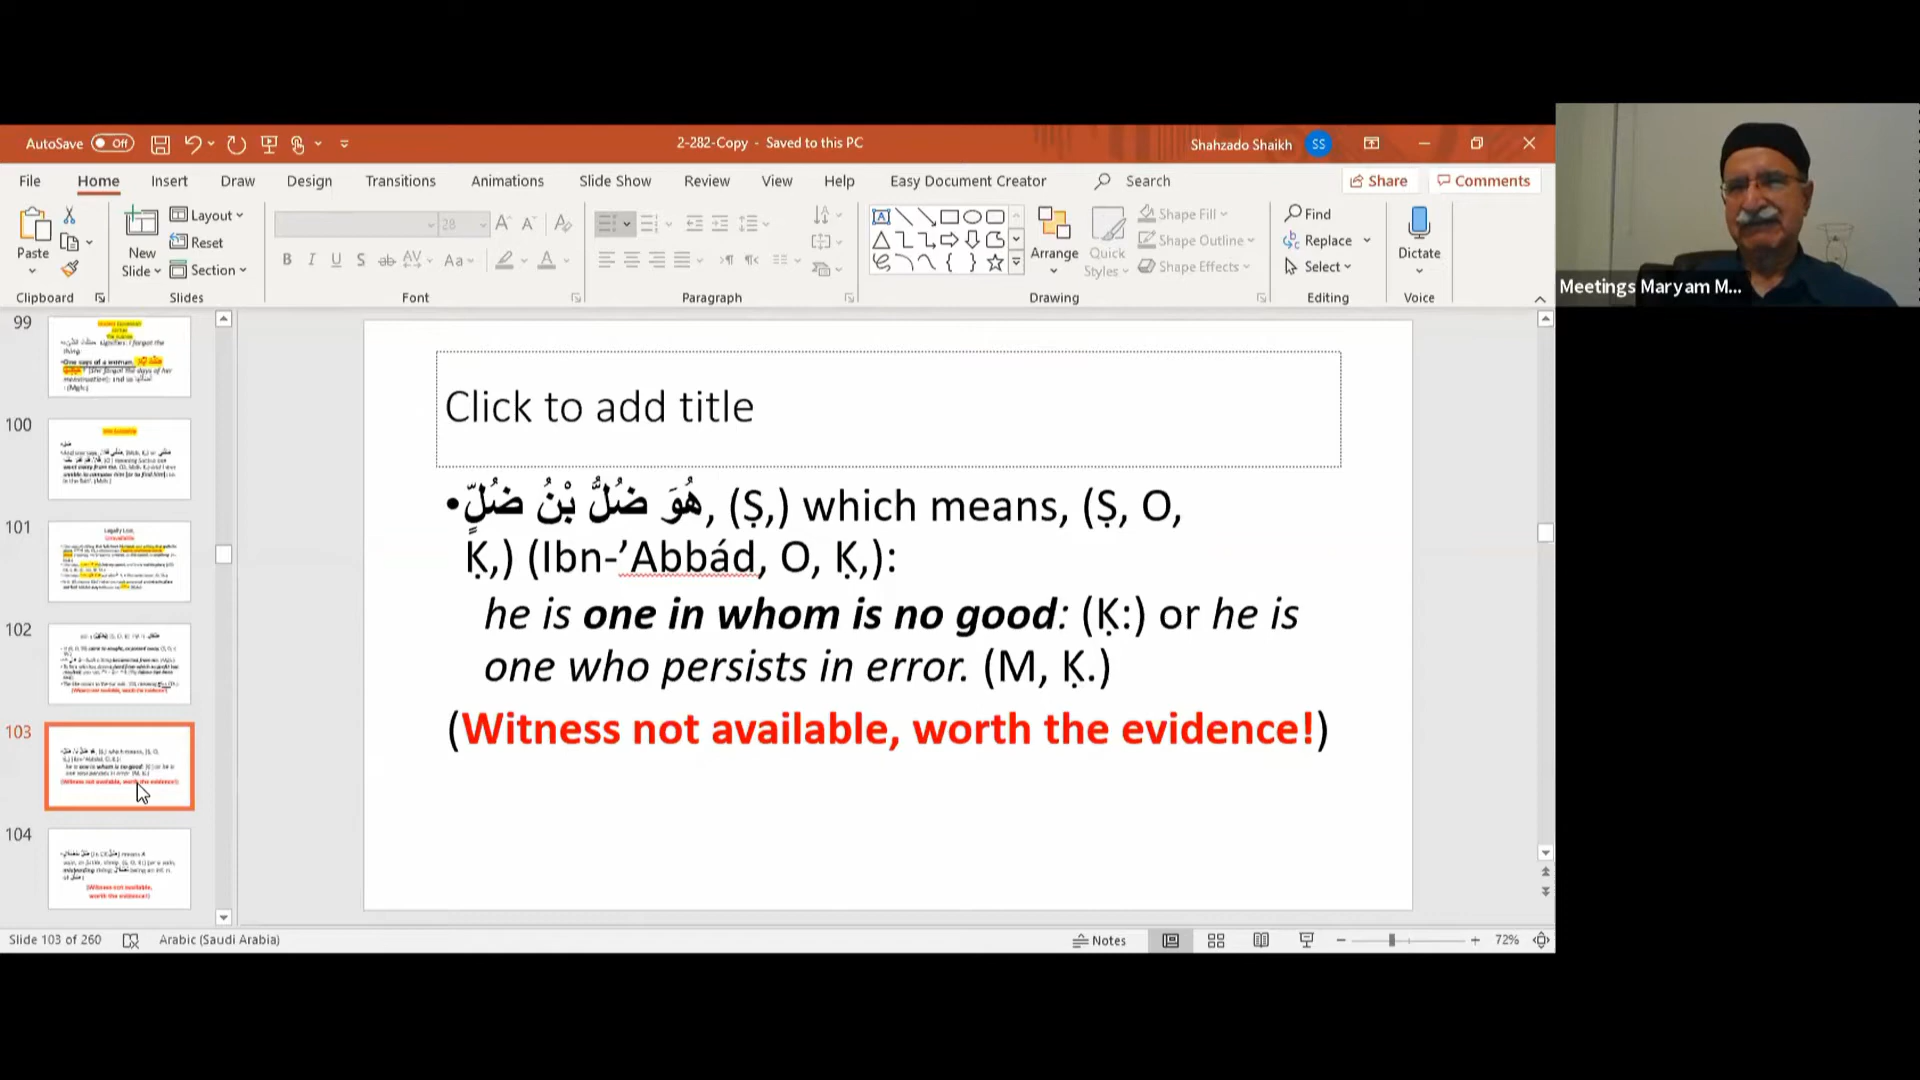 AutoSave Off 2-282-Copy - Saved to this PC Shahzado Shaikh SS
File Home Insert Draw Design Transitions Animations Slide Show Review View Help Easy Document Creator Search Share Comments
Paste New Slide Layout Reset Section 28 Arrange Quick Styles Shape Fill Shape Outline Shape Effects Find Replace Select Dictate
Clipboard Slides Font Paragraph Drawing Editing Voice
Meetings Maryam M...
99
100
101
102
103
104
Click to add title
•هُوَ ضُلُّ بْنُ ضُلٍّ, (Ṣ,) which means, (Ṣ, O,
Ḳ,) (Ibn-’Abbád, O, Ḳ,):
he is one in whom is no good: (Ḳ:) or he is
one who persists in error. (M, Ḳ.)
(Witness not available, worth the evidence!)
Slide 103 of 260 Arabic (Saudi Arabia) Notes 72%